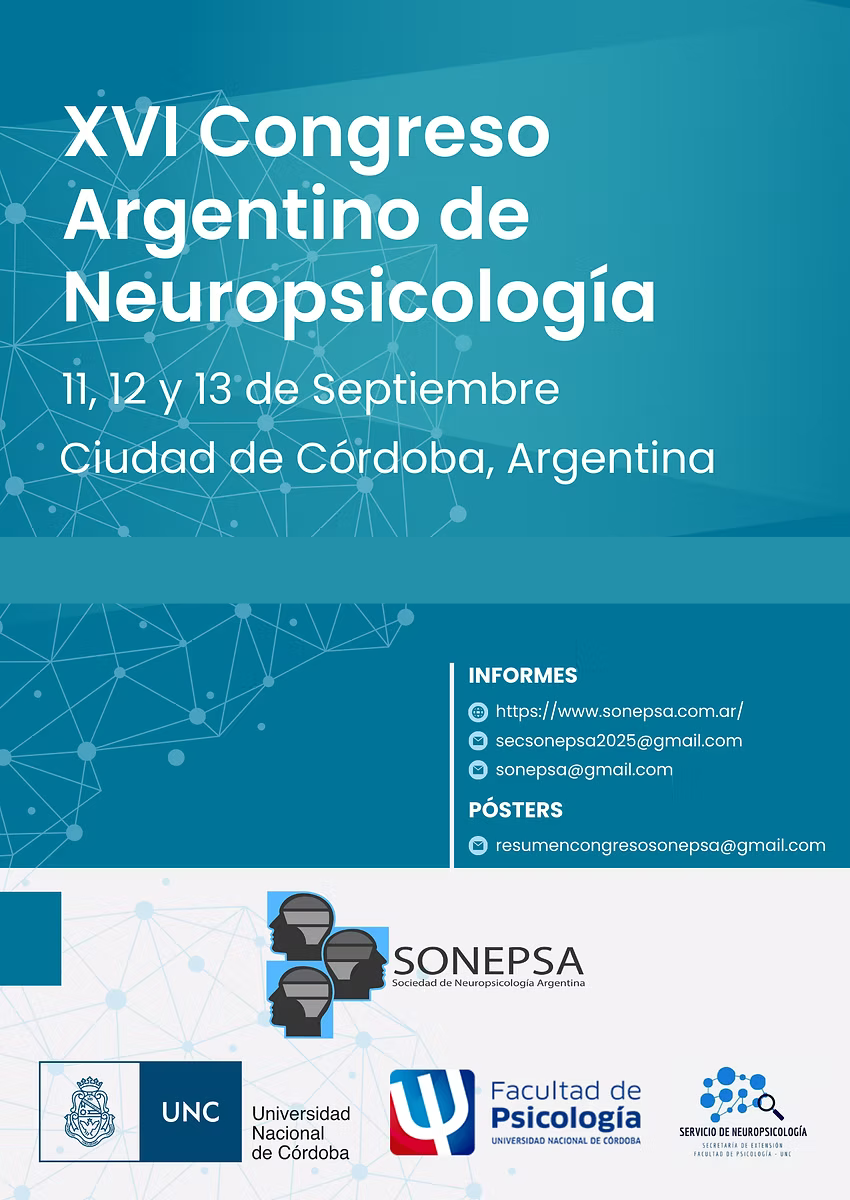 XVI Congreso
Argentino de
Neuropsicología
11, 12 y 13 de Septiembre
Ciudad de Córdoba, Argentina
INFORMES
https://www.sonepsa.com.ar/
secsonepsa2025@gmail.com
sonepsa@gmail.com
PÓSTERS
resumencongresosonepsa@gmail.com
SONEPSA
Sociedad de Neuropsicología Argentina
UNC
Universidad
Nacional
de Córdoba
Facultad de
Psicología
UNIVERSIDAD NACIONAL DE CÓRDOBA
SERVICIO DE NEUROPSICOLOGÍA
SECRETARÍA DE EXTENSIÓN
FACULTAD DE PSICOLOGÍA - UNC